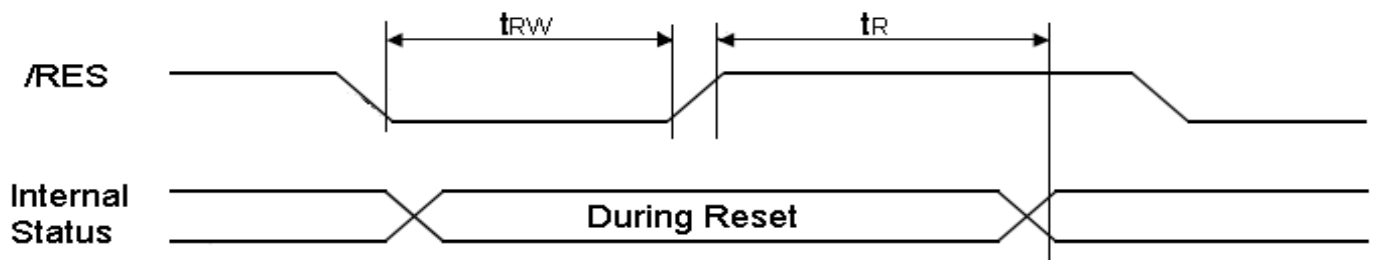 tRW
tR
/RES
Internal
Status
During Reset